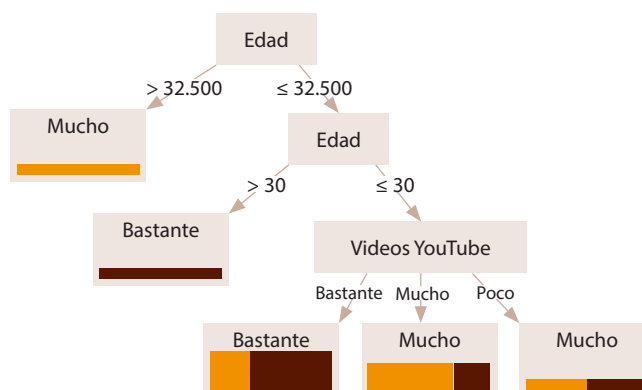 Edad
> 32.500
≤ 32.500
Mucho
Edad
> 30
≤ 30
Bastante
Videos YouTube
Bastante
Mucho
Poco
Bastante
Mucho
Mucho